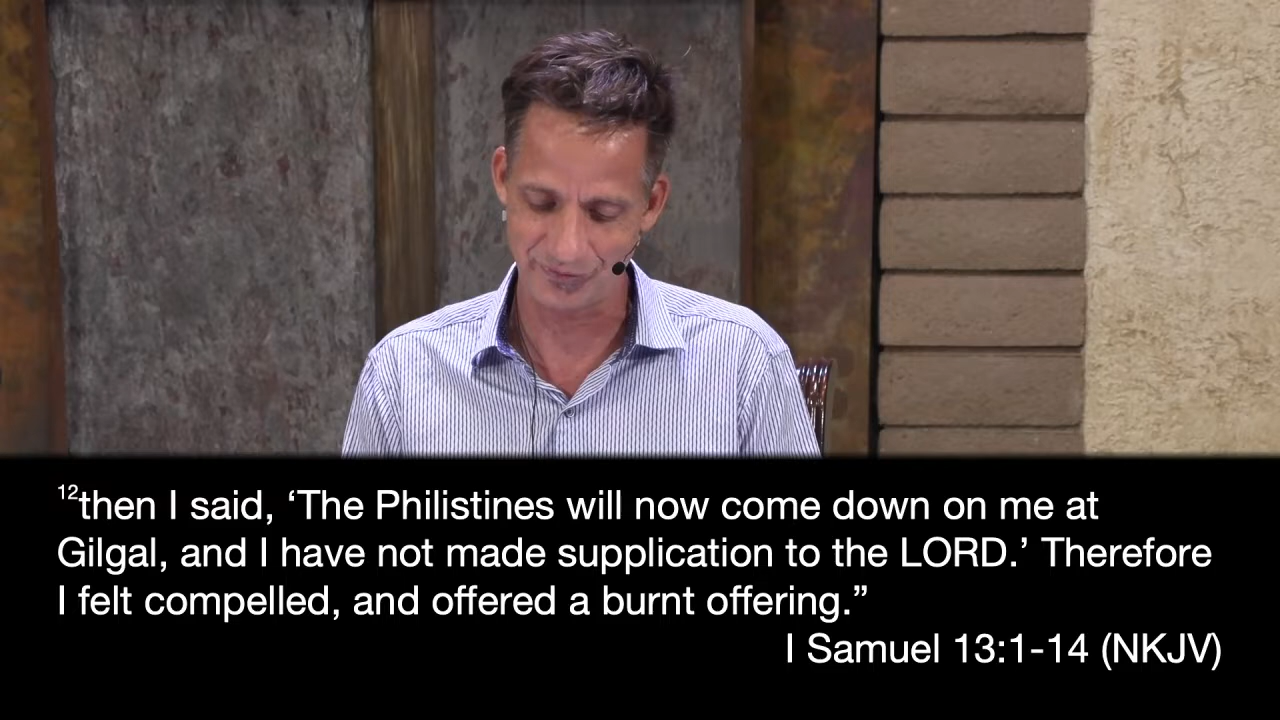 ¹²then I said, ‘The Philistines will now come down on me at
Gilgal, and I have not made supplication to the LORD.’ Therefore
I felt compelled, and offered a burnt offering.”
I Samuel 13:1-14 (NKJV)